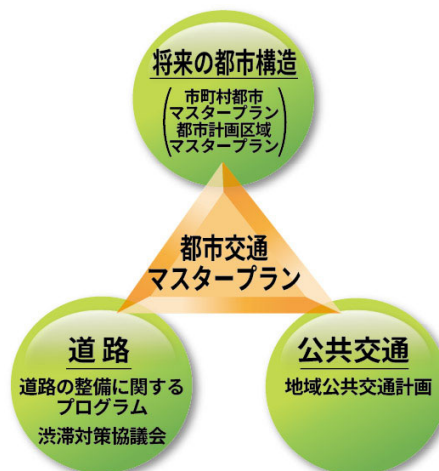 将来の都市構造
市町村都市
マスタープラン
都市計画区域
マスタープラン
都市交通
マスタープラン
道路
道路の整備に関する
プログラム
渋滞対策協議会
公共交通
地域公共交通計画